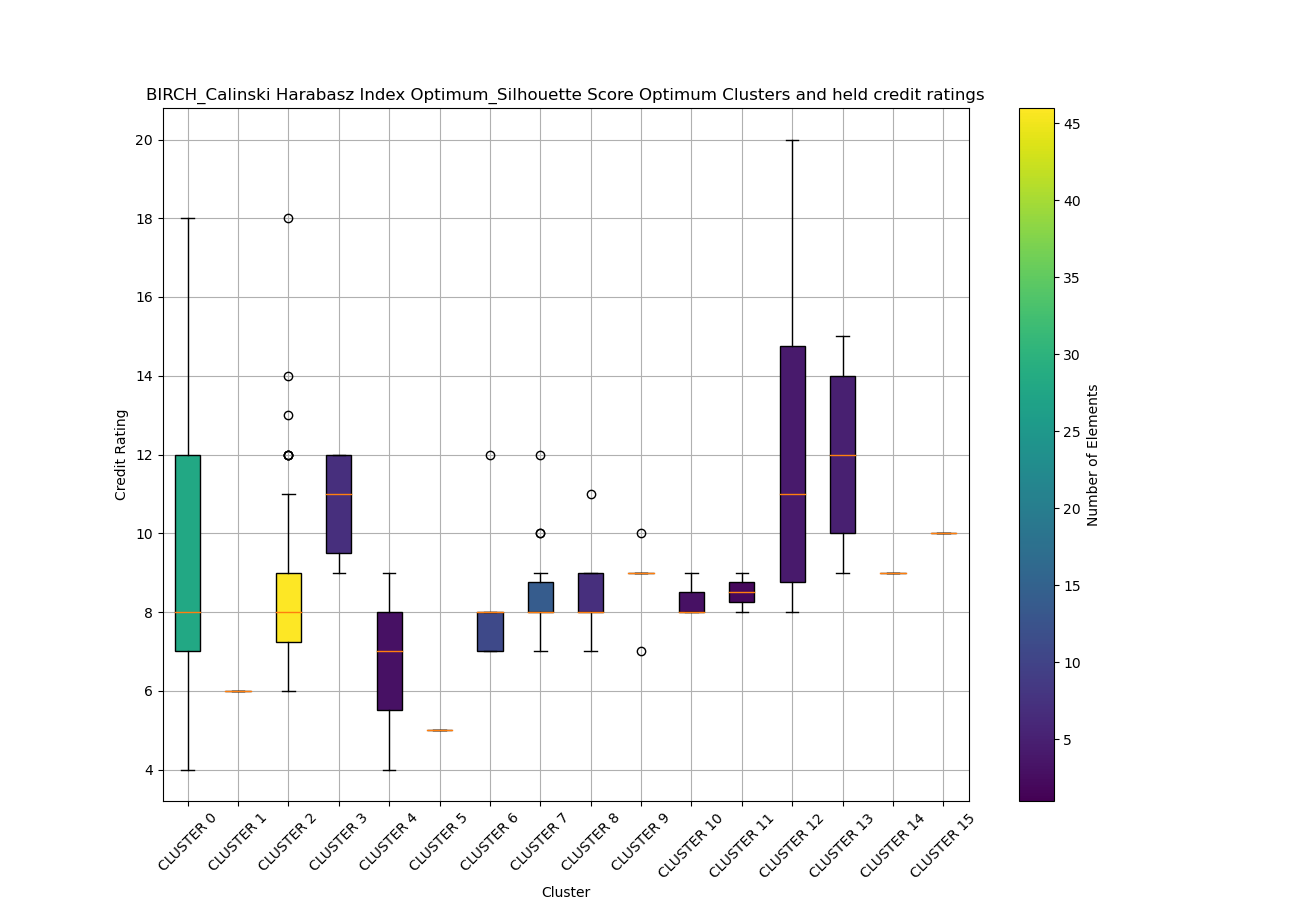 BIRCH_Calinski Harabasz Index Optimum_Silhouette Score Optimum Clusters and held credit ratings
20
18
16
14
12
10
8
6
4
Credit Rating
CLUSTER 0
CLUSTER 1
CLUSTER 2
CLUSTER 3
CLUSTER 4
CLUSTER 5
CLUSTER 6
CLUSTER 7
CLUSTER 8
CLUSTER 9
CLUSTER 10
CLUSTER 11
CLUSTER 12
CLUSTER 13
CLUSTER 14
CLUSTER 15
Cluster
45
40
35
30
25
20
15
10
5
Number of Elements